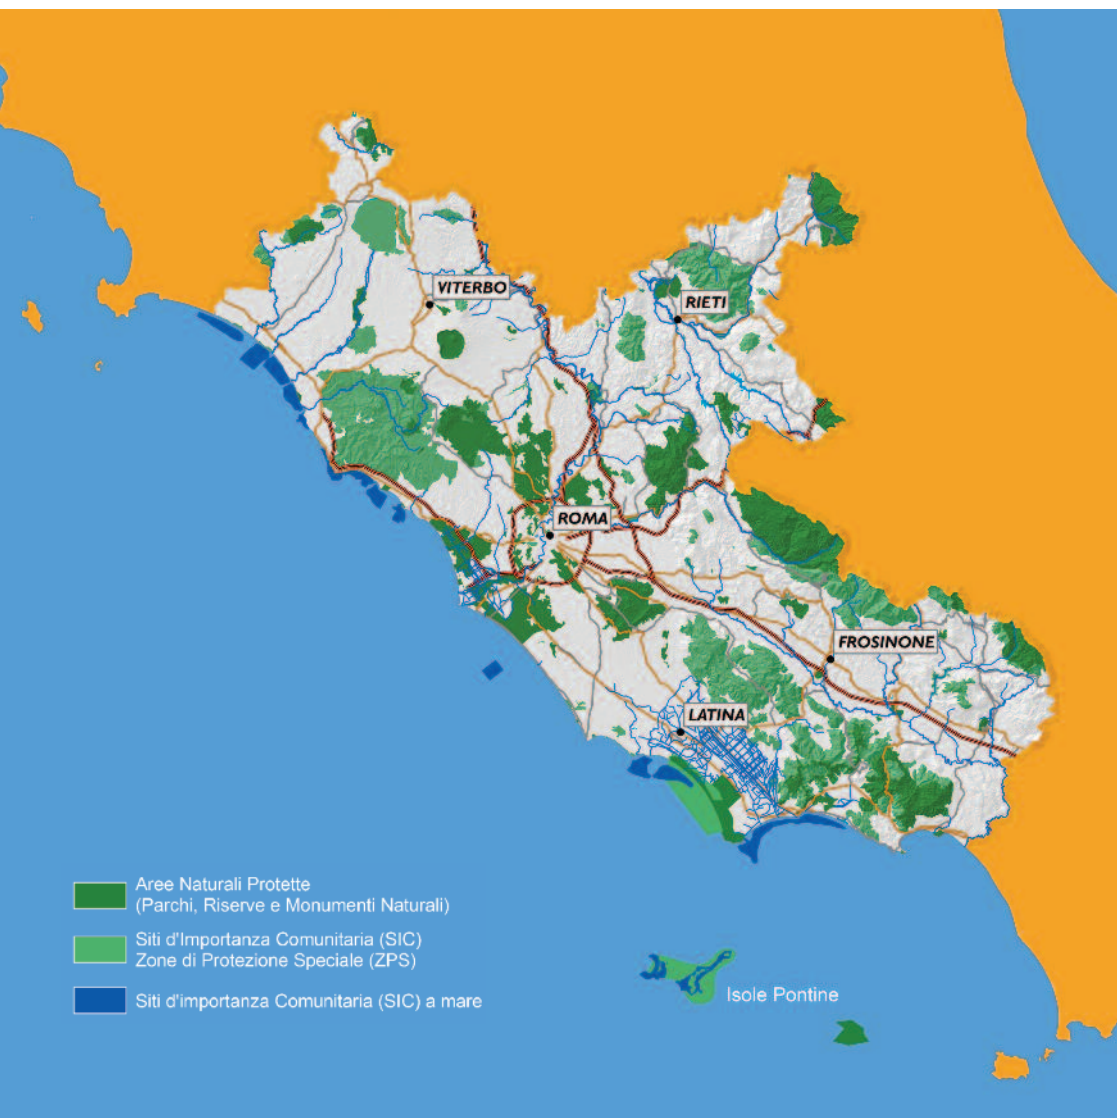 VITERBO
RIETI
ROMA
FROSINONE
LATINA
Aree Naturali Protette
(Parchi, Riserve e Monumenti Naturali)
Siti d'Importanza Comunitaria (SIC)
Zone di Protezione Speciale (ZPS)
Isole Pontine
Siti d'importanza Comunitaria (SIC) a mare